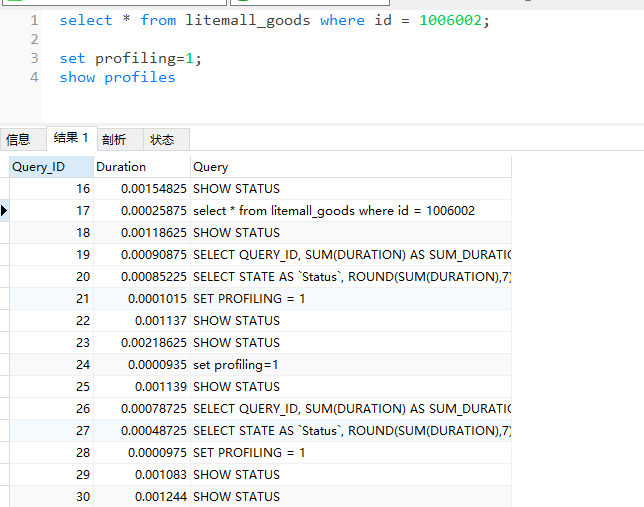 1 select * from litemall_goods where id = 1006002;
2
3 set profiling=1;
4 show profiles
信息 结果 1 剖析 状态
Query_ID Duration Query
16 0.00154825 SHOW STATUS
17 0.00025875 select * from litemall_goods where id = 1006002
18 0.00118625 SHOW STATUS
19 0.00090875 SELECT QUERY_ID, SUM(DURATION) AS SUM_DURATIO
20 0.00085225 SELECT STATE AS `Status`, ROUND(SUM(DURATION),7)
21 0.0001015 SET PROFILING = 1
22 0.001137 SHOW STATUS
23 0.00218625 SHOW STATUS
24 0.0000935 set profiling=1
25 0.001139 SHOW STATUS
26 0.00078725 SELECT QUERY_ID, SUM(DURATION) AS SUM_DURATIO
27 0.00048725 SELECT STATE AS `Status`, ROUND(SUM(DURATION),7)
28 0.0000975 SET PROFILING = 1
29 0.001083 SHOW STATUS
30 0.001244 SHOW STATUS